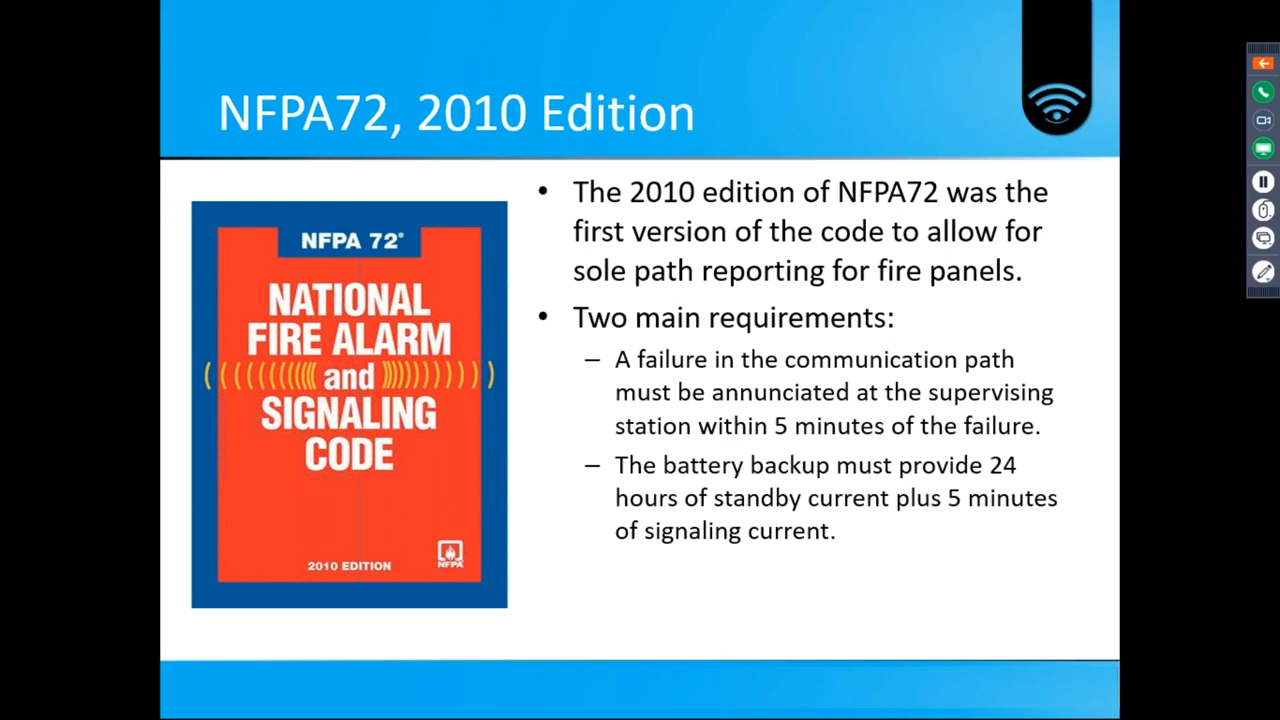 NFPA72, 2010 Edition
NFPA 72®
NATIONAL
FIRE ALARM
and
SIGNALING
CODE
2010 EDITION
NFPA
• The 2010 edition of NFPA72 was the
first version of the code to allow for
sole path reporting for fire panels.
• Two main requirements:
– A failure in the communication path
must be annunciated at the supervising
station within 5 minutes of the failure.
– The battery backup must provide 24
hours of standby current plus 5 minutes
of signaling current.